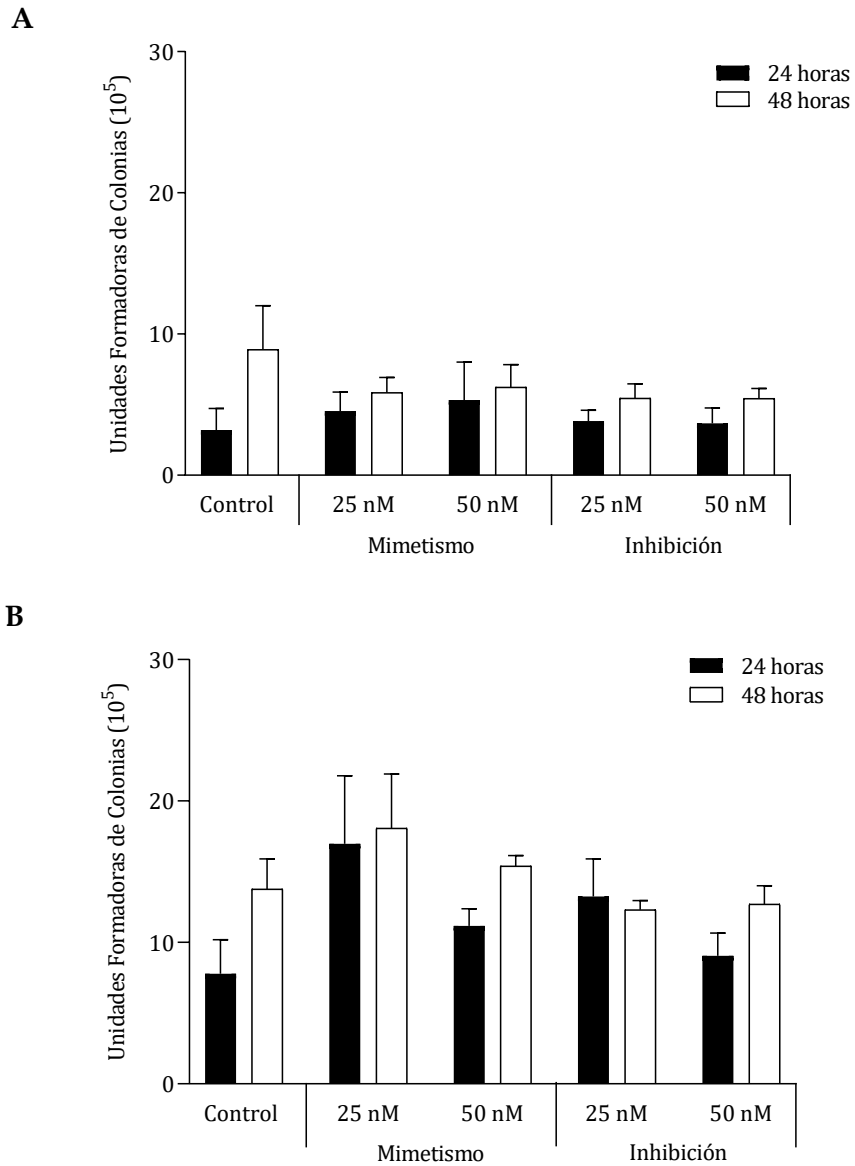 A
Unidades Formadoras de Colonias (10⁵)
30
20
10
0
24 horas
48 horas
Control
25 nM
50 nM
25 nM
50 nM
Mimetismo
Inhibición
B
Unidades Formadoras de Colonias (10⁵)
30
20
10
0
24 horas
48 horas
Control
25 nM
50 nM
25 nM
50 nM
Mimetismo
Inhibición